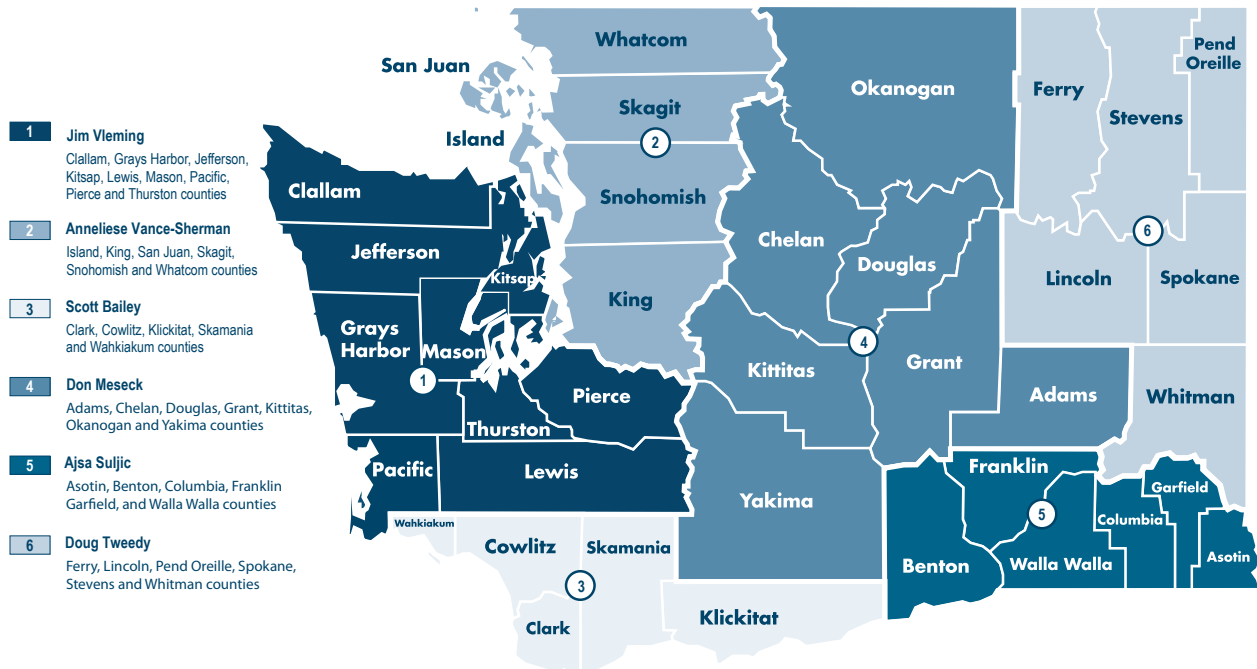 1
Jim Vleming
Clallam, Grays Harbor, Jefferson,
Kitsap, Lewis, Mason, Pacific,
Pierce and Thurston counties
2
Anneliese Vance-Sherman
Island, King, San Juan, Skagit,
Snohomish and Whatcom counties
3
Scott Bailey
Clark, Cowlitz, Klickitat, Skamania
and Wahkiakum counties
4
Don Meseck
Adams, Chelan, Douglas, Grant, Kittitas,
Okanogan and Yakima counties
5
Ajsa Suljic
Asotin, Benton, Columbia, Franklin
Garfield, and Walla Walla counties
6
Doug Tweedy
Ferry, Lincoln, Pend Oreille, Spokane,
Stevens and Whitman counties
Whatcom
San Juan
Skagit
Island
2
Snohomish
King
Clallam
Jefferson
Kitsap
Grays
Harbor
Mason
1
Pierce
Thurston
Pacific
Lewis
Wahkiakum
Cowlitz
Skamania
3
Clark
Klickitat
Okanogan
Chelan
Douglas
4
Kittitas
Grant
Adams
Yakima
Ferry
Stevens
Pend
Oreille
6
Lincoln
Spokane
Whitman
Franklin
5
Benton
Walla Walla
Columbia
Garfield
Asotin